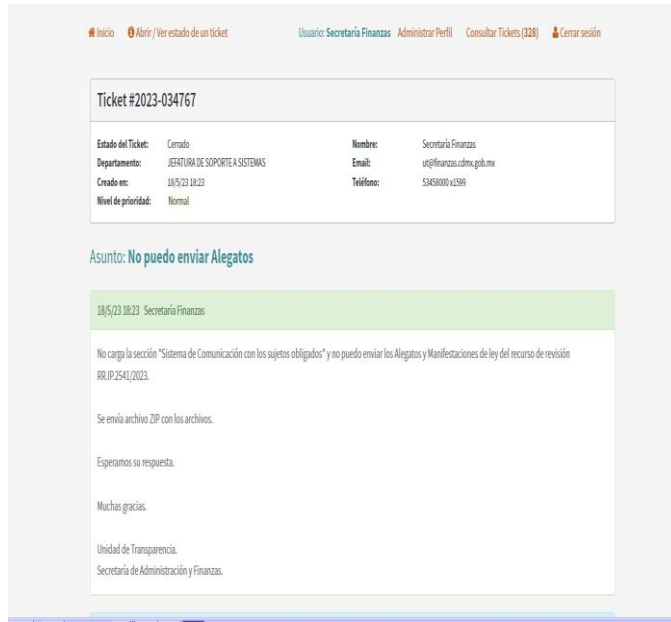 Inicio Abrir / Ver estado de un ticket Usuario: Secretaría Finanzas Administrar Perfil Consultar Tickets (328) Cerrar sesión
Ticket #2023-034767
Estado del Ticket: Cerrado Nombre: Secretaría Finanzas
Departamento: JEFATURA DE SOPORTE A SISTEMAS Email: ut@finanzas.cdmx.gob.mx
Creado en: 18/5/23 18:23 Teléfono: 53458000 x1599
Nivel de prioridad: Normal
Asunto: No puedo enviar Alegatos
18/5/23 18:23 Secretaría Finanzas
No carga la sección "Sistema de Comunicación con los sujetos obligados" y no puedo enviar los Alegatos y Manifestaciones de ley del recurso de revisión
RR.IP.2541/2023.
Se envía archivo ZIP con los archivos.
Esperamos su respuesta.
Muchas gracias.
Unidad de Transparencia.
Secretaría de Administración y Finanzas.